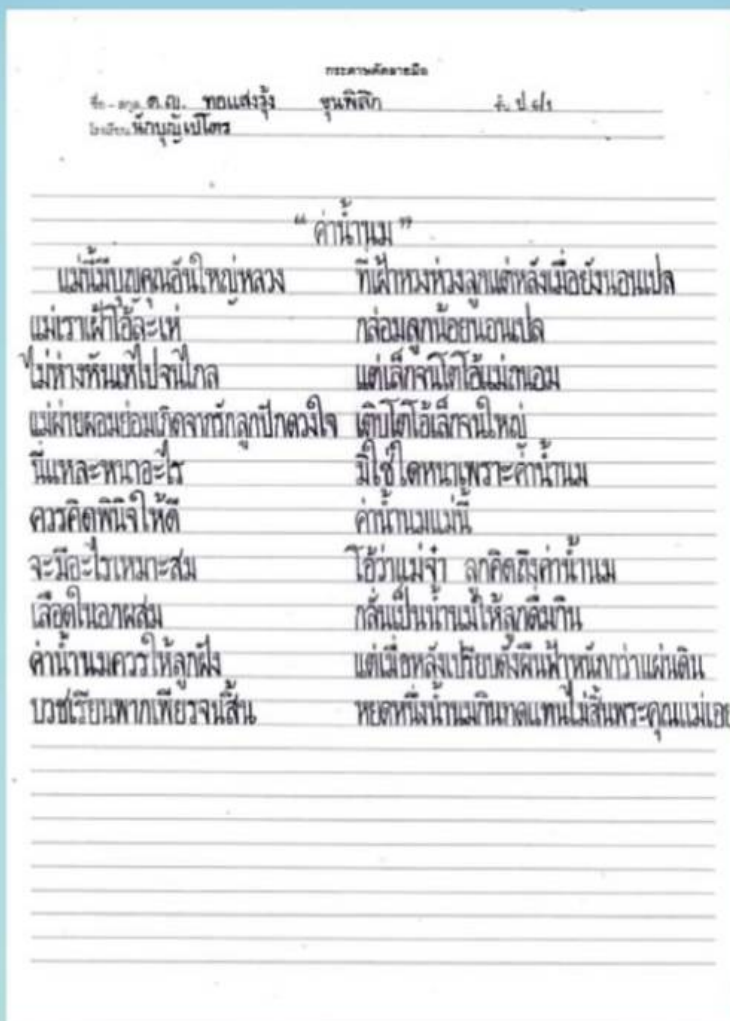 กระดาษคัดลายมือ
ชื่อ-สกุล ด.ญ. ทอแสงรุ้ง ขุนพิลึก ชั้น ป.6/1
โรงเรียน นักบุญเปโตร
“ ค่าน้ำนม ”
แม่นี้มีบุญคุณอันใหญ่หลวง ที่เฝ้าหวงห่วงลูกแต่หลังเมื่อยังนอนเปล
แม่เราเฝ้าโอ้ละเห่ กล่อมลูกน้อยนอนเปล
ไม่ห่างหันเหไปจนไกล แต่เล็กจนโตโอ้แม่ถนอม
แม่ผ่ายผอมย่อมเกิดจากรักลูกปักดวงใจ เติบโตโอ้เล็กจนใหญ่
นี่แหละหนาอะไร มิใช่ใดหนาเพราะค่าน้ำนม
ควรคิดพินิจให้ดี ค่าน้ำนมแม่นี้
จะมีอะไรเหมาะสม โอ้ว่าแม่จ๋า ลูกคิดถึงค่าน้ำนม
เลือดในอกผสม กลั่นเป็นน้ำนมให้ลูกดื่มกิน
ค่าน้ำนมควรให้ลูกฝัง แต่เมื่อหลังเปรียบดังผืนฟ้าหนักกว่าแผ่นดิน
บวชเรียนพากเพียรจนสิ้น หยดหนึ่งน้ำนมกินทดแทนไม่สิ้นพระคุณแม่เอย